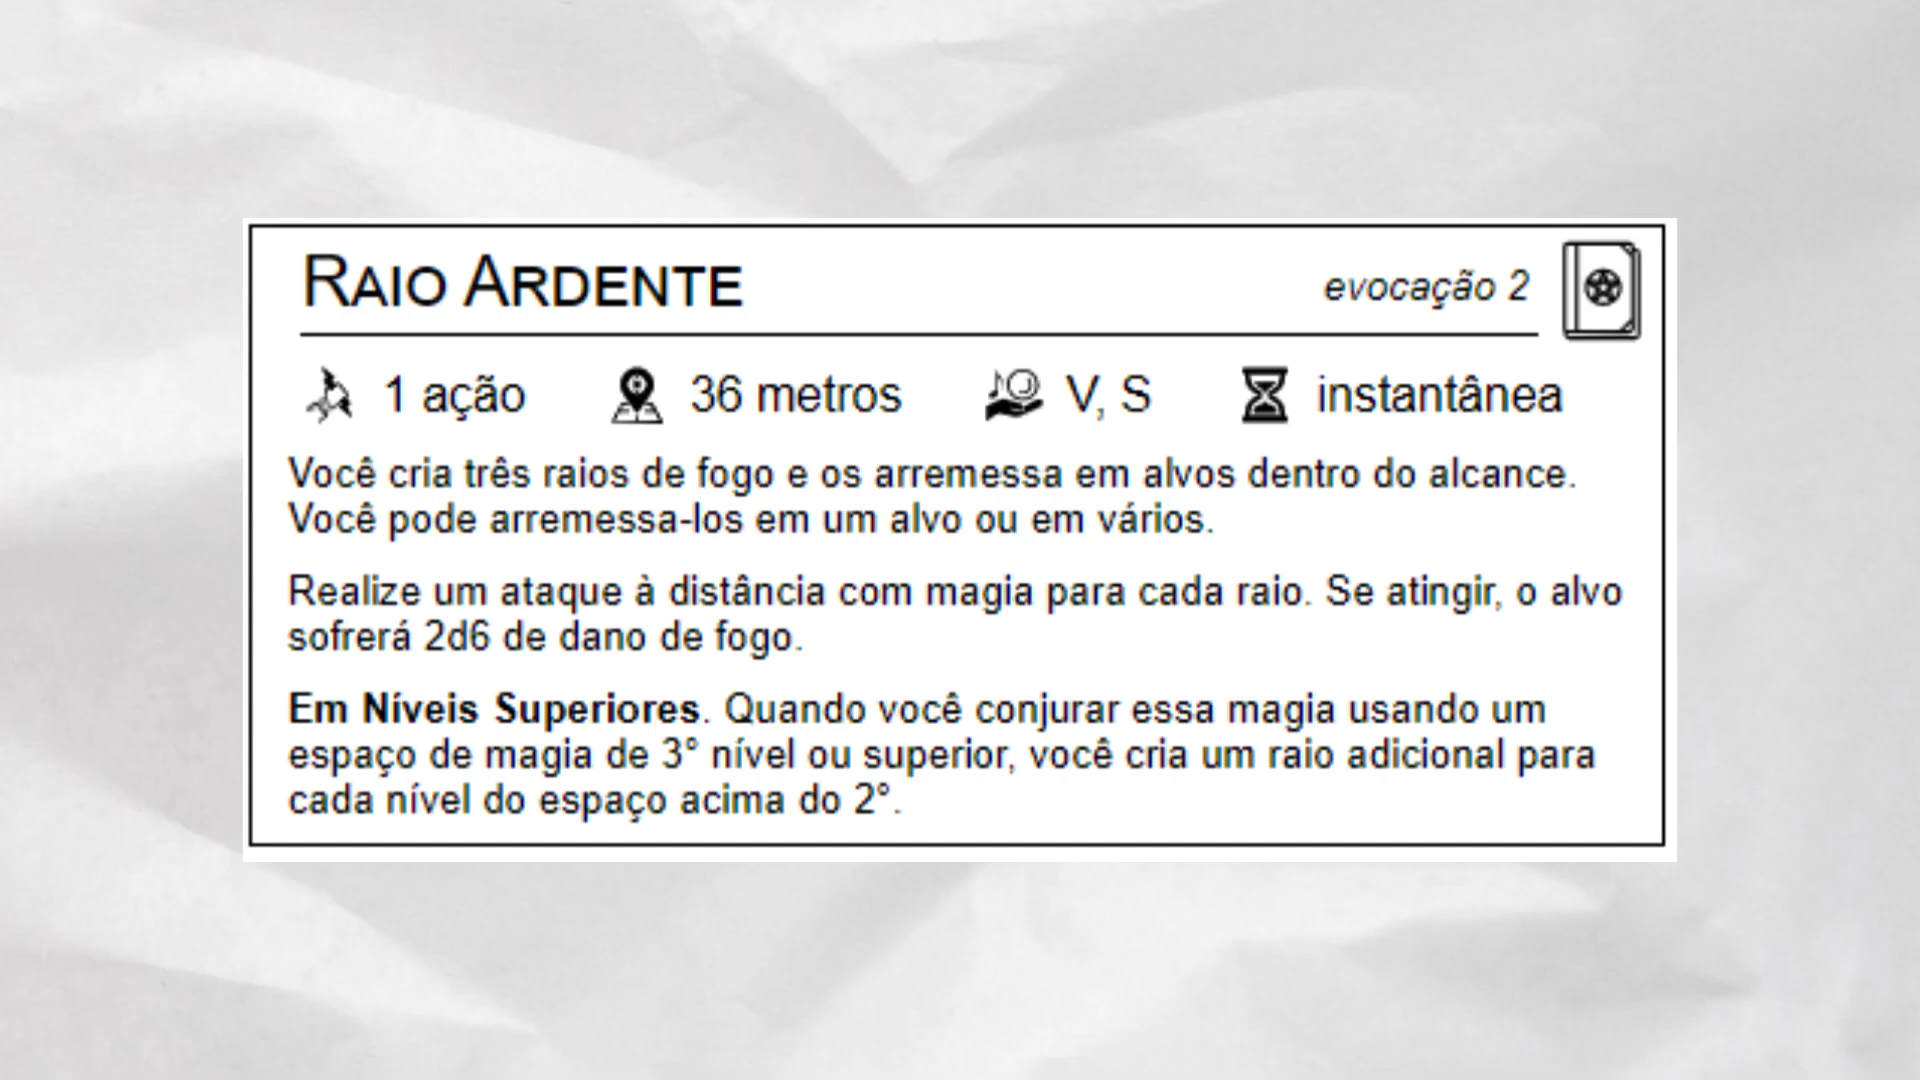 RAIO ARDENTE
evocação 2
1 ação 36 metros V, S instantânea
Você cria três raios de fogo e os arremessa em alvos dentro do alcance.
Você pode arremessa-los em um alvo ou em vários.
Realize um ataque à distância com magia para cada raio. Se atingir, o alvo
sofrerá 2d6 de dano de fogo.
Em Níveis Superiores. Quando você conjurar essa magia usando um
espaço de magia de 3° nível ou superior, você cria um raio adicional para
cada nível do espaço acima do 2°.